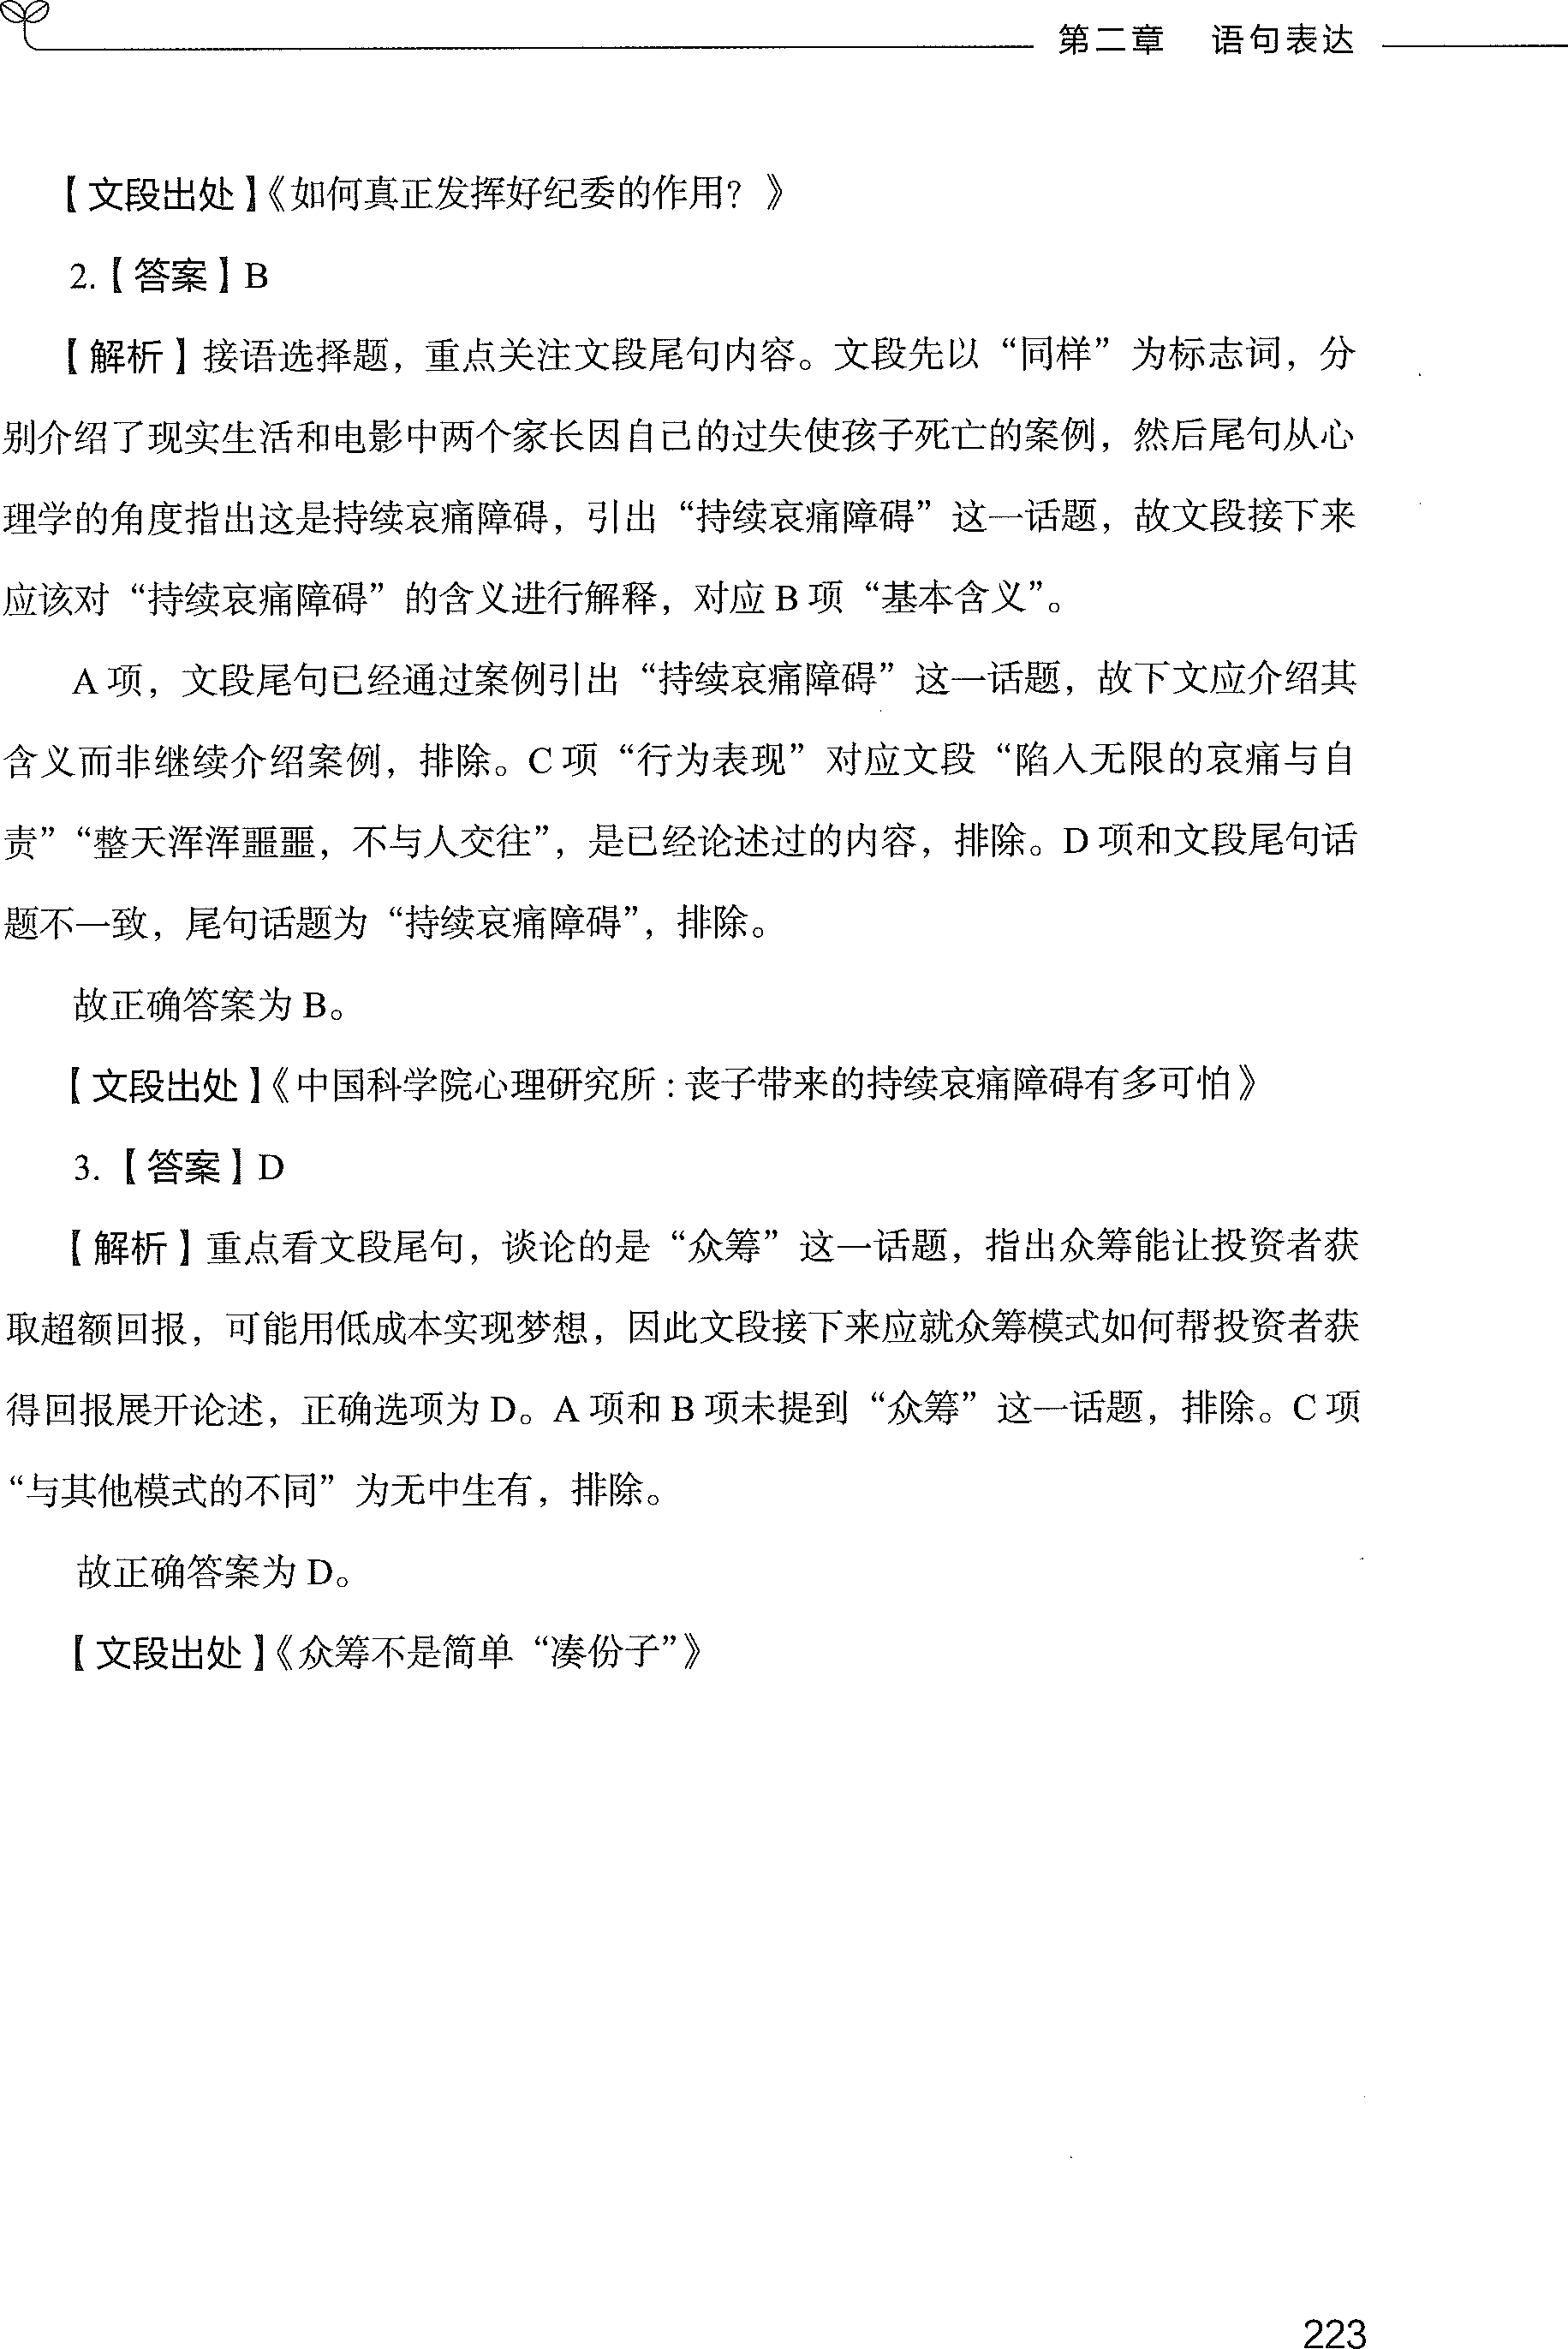 第二章 语句表达
【文段出处】《如何真正发挥好纪委的作用？》
2.【答案】B
【解析】接语选择题，重点关注文段尾句内容。文段先以“同样”为标志词，分
别介绍了现实生活和电影中两个家长因自己的过失使孩子死亡的案例，然后尾句从心
理学的角度指出这是持续哀痛障碍，引出“持续哀痛障碍”这一话题，故文段接下来
应该对“持续哀痛障碍”的含义进行解释，对应 B 项“基本含义”。
A 项，文段尾句已经通过案例引出“持续哀痛障碍”这一话题，故下文应介绍其
含义而非继续介绍案例，排除。C 项“行为表现”对应文段“陷入无限的哀痛与自
责”“整天浑浑噩噩，不与人交往”，是已经论述过的内容，排除。D 项和文段尾句话
题不一致，尾句话题为“持续哀痛障碍”，排除。
故正确答案为 B。
【文段出处】《中国科学院心理研究所：丧子带来的持续哀痛障碍有多可怕》
3.【答案】D
【解析】重点看文段尾句，谈论的是“众筹”这一话题，指出众筹能让投资者获
取超额回报，可能用低成本实现梦想，因此文段接下来应就众筹模式如何帮投资者获
得回报展开论述，正确选项为 D。A 项和 B 项未提到“众筹”这一话题，排除。C 项
“与其他模式的不同”为无中生有，排除。
故正确答案为 D。
【文段出处】《众筹不是简单“凑份子”》
223